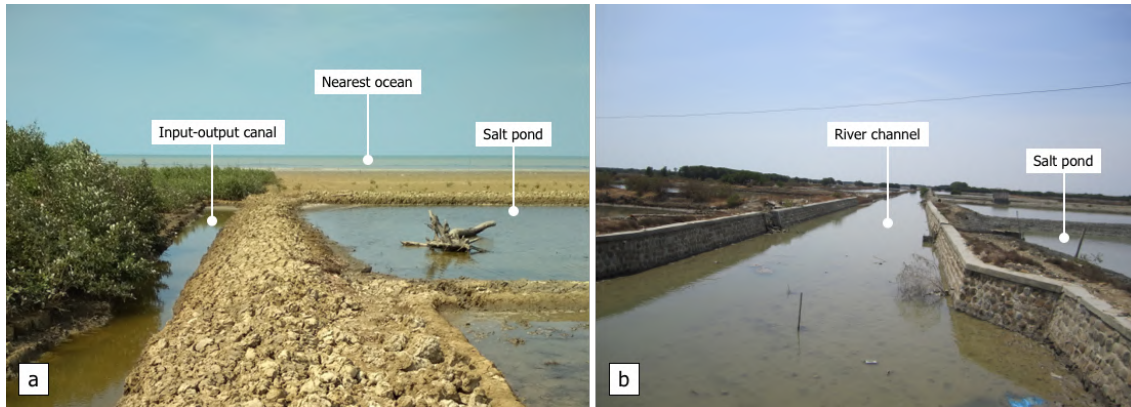 Nearest ocean
Input-output canal
Salt pond
a
River channel
Salt pond
b